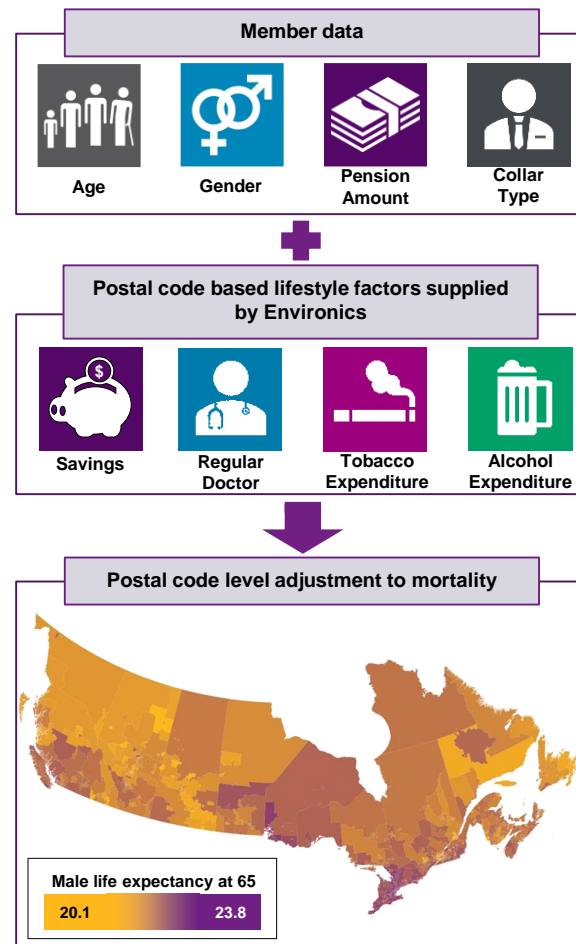 Member data
Age
Gender
Pension
Amount
Collar
Type
Postal code based lifestyle factors supplied
by Environics
$
Savings
Regular
Doctor
Tobacco
Expenditure
Alcohol
Expenditure
Postal code level adjustment to mortality
Male life expectancy at 65
20.1 23.8